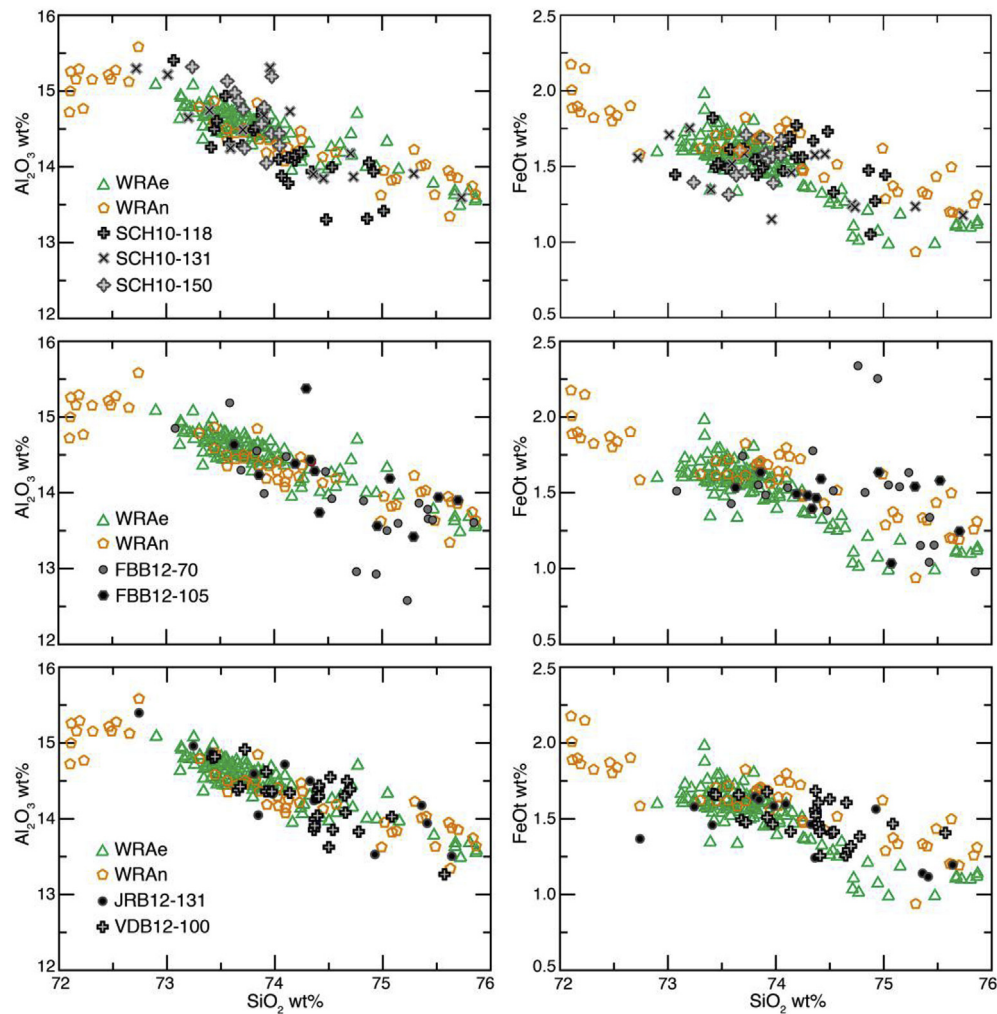 16
15
14
13
12
Al2O3 wt%
WRAe
WRAn
SCH10-118
SCH10-131
SCH10-150
2.5
2.0
1.5
1.0
0.5
FeOt wt%
16
15
14
13
12
Al2O3 wt%
WRAe
WRAn
FBB12-70
FBB12-105
2.5
2.0
1.5
1.0
0.5
FeOt wt%
16
15
14
13
12
Al2O3 wt%
WRAe
WRAn
JRB12-131
VDB12-100
72 73 74 75 76
SiO2 wt%
2.5
2.0
1.5
1.0
0.5
FeOt wt%
72 73 74 75 76
SiO2 wt%